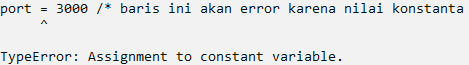 port = 3000 /* baris ini akan error karena nilai konstanta
^
TypeError: Assignment to constant variable.